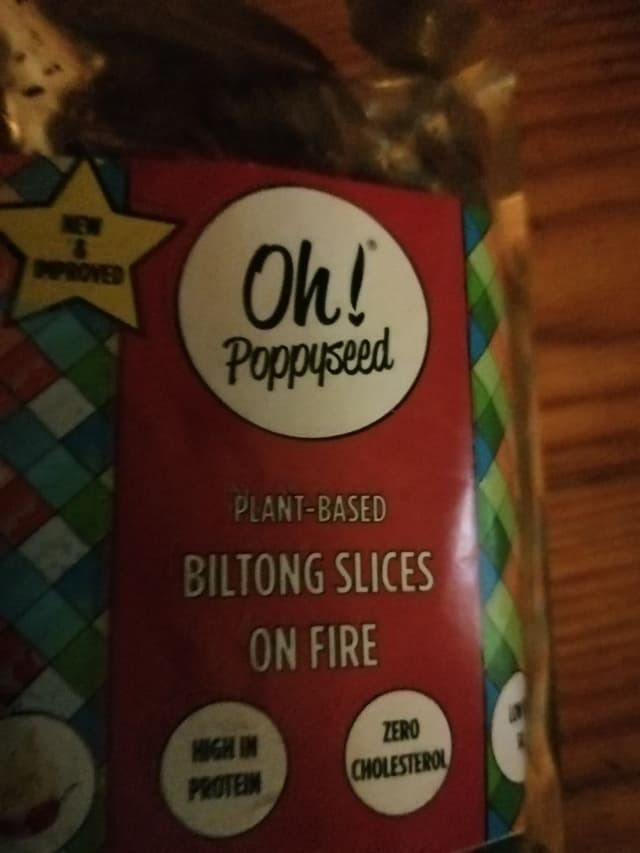 NEW
&
IMPROVED
Oh!®
Poppyseed
PLANT-BASED
BILTONG SLICES
ON FIRE
HIGH IN
PROTEIN
ZERO
CHOLESTEROL